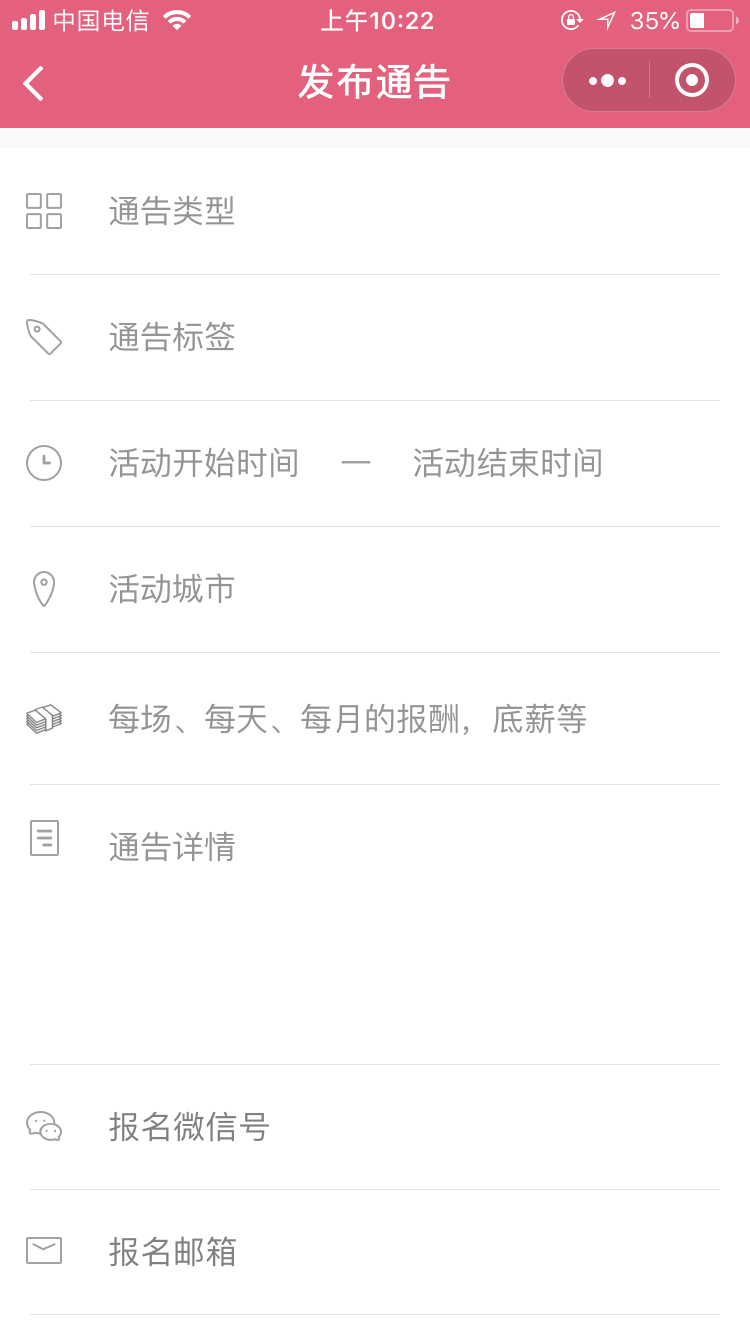 中国电信 上午10:22 35%
发布通告
通告类型
通告标签
活动开始时间 — 活动结束时间
活动城市
每场、每天、每月的报酬，底薪等
通告详情
报名微信号
报名邮箱